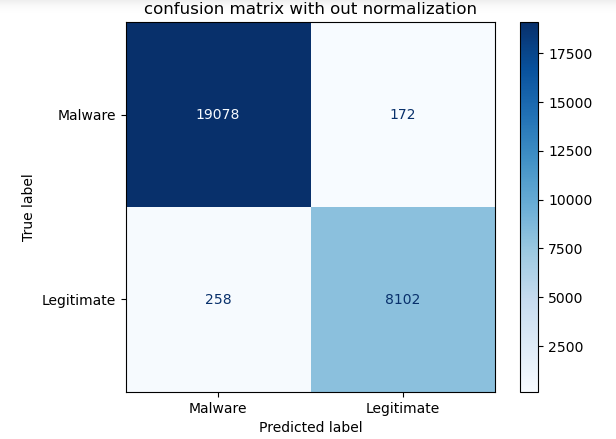 confusion matrix with out normalization
Malware
19078
172
Legitimate
258
8102
True label
Malware
Legitimate
Predicted label
17500
15000
12500
10000
7500
5000
2500